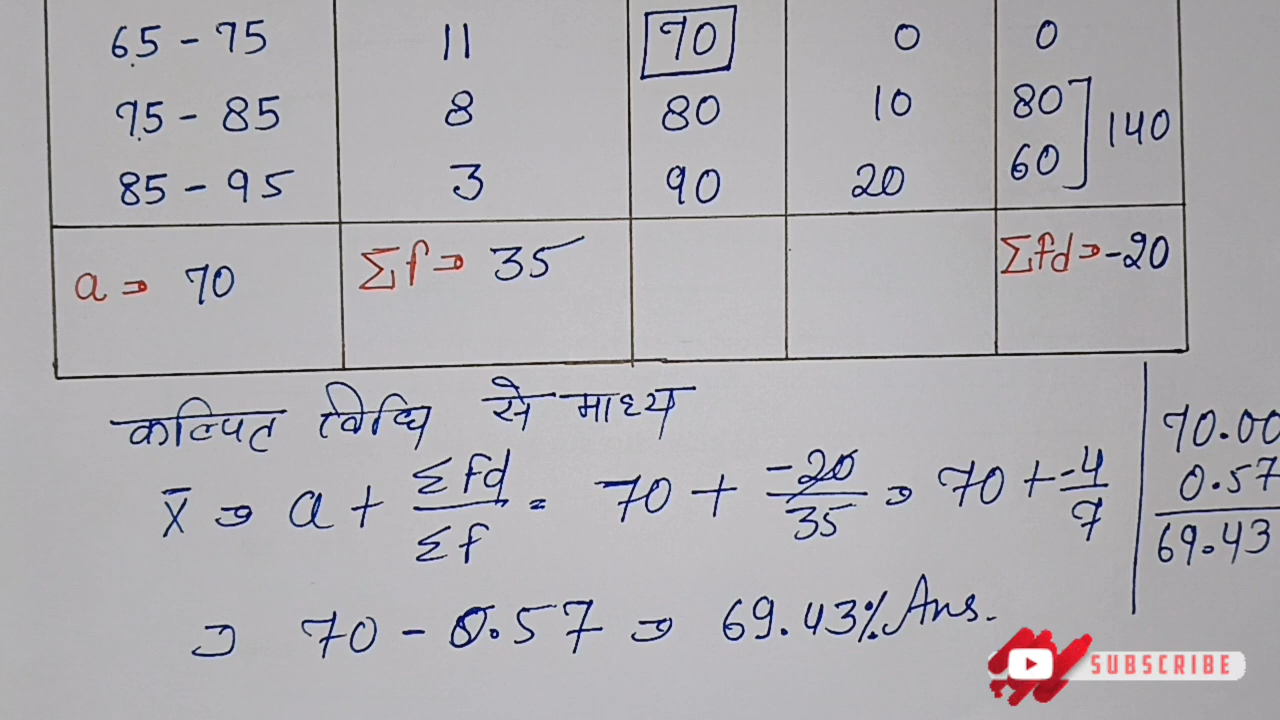 65 - 75 11 70 0 0
75 - 85 8 80 10 80
140
85 - 95 3 90 20 60
a ⇒ 70 Σf ⇒ 35 Σfd ⇒ -20
कल्पित विधि से माध्य
x̄ ⇒ a + Σfd/Σf = 70 + -20/35 ⇒ 70 + -4/7
⇒ 70 - 0.57 ⇒ 69.43% Ans.
70.00
0.57
69.43
SUBSCRIBE